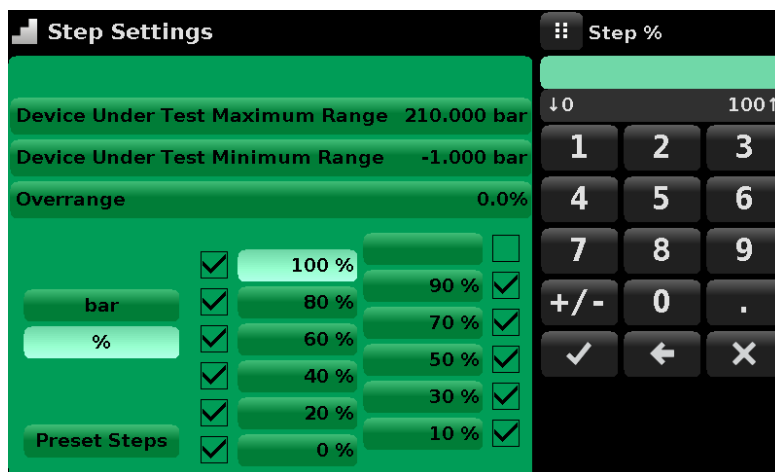 Step Settings
Step %
Device Under Test Maximum Range 210.000 bar
Device Under Test Minimum Range -1.000 bar
Overrange 0.0%
bar
%
Preset Steps
100 %
80 %
60 %
40 %
20 %
0 %
90 %
70 %
50 %
30 %
10 %
↓0 100↑
1 2 3
4 5 6
7 8 9
+/- 0 .